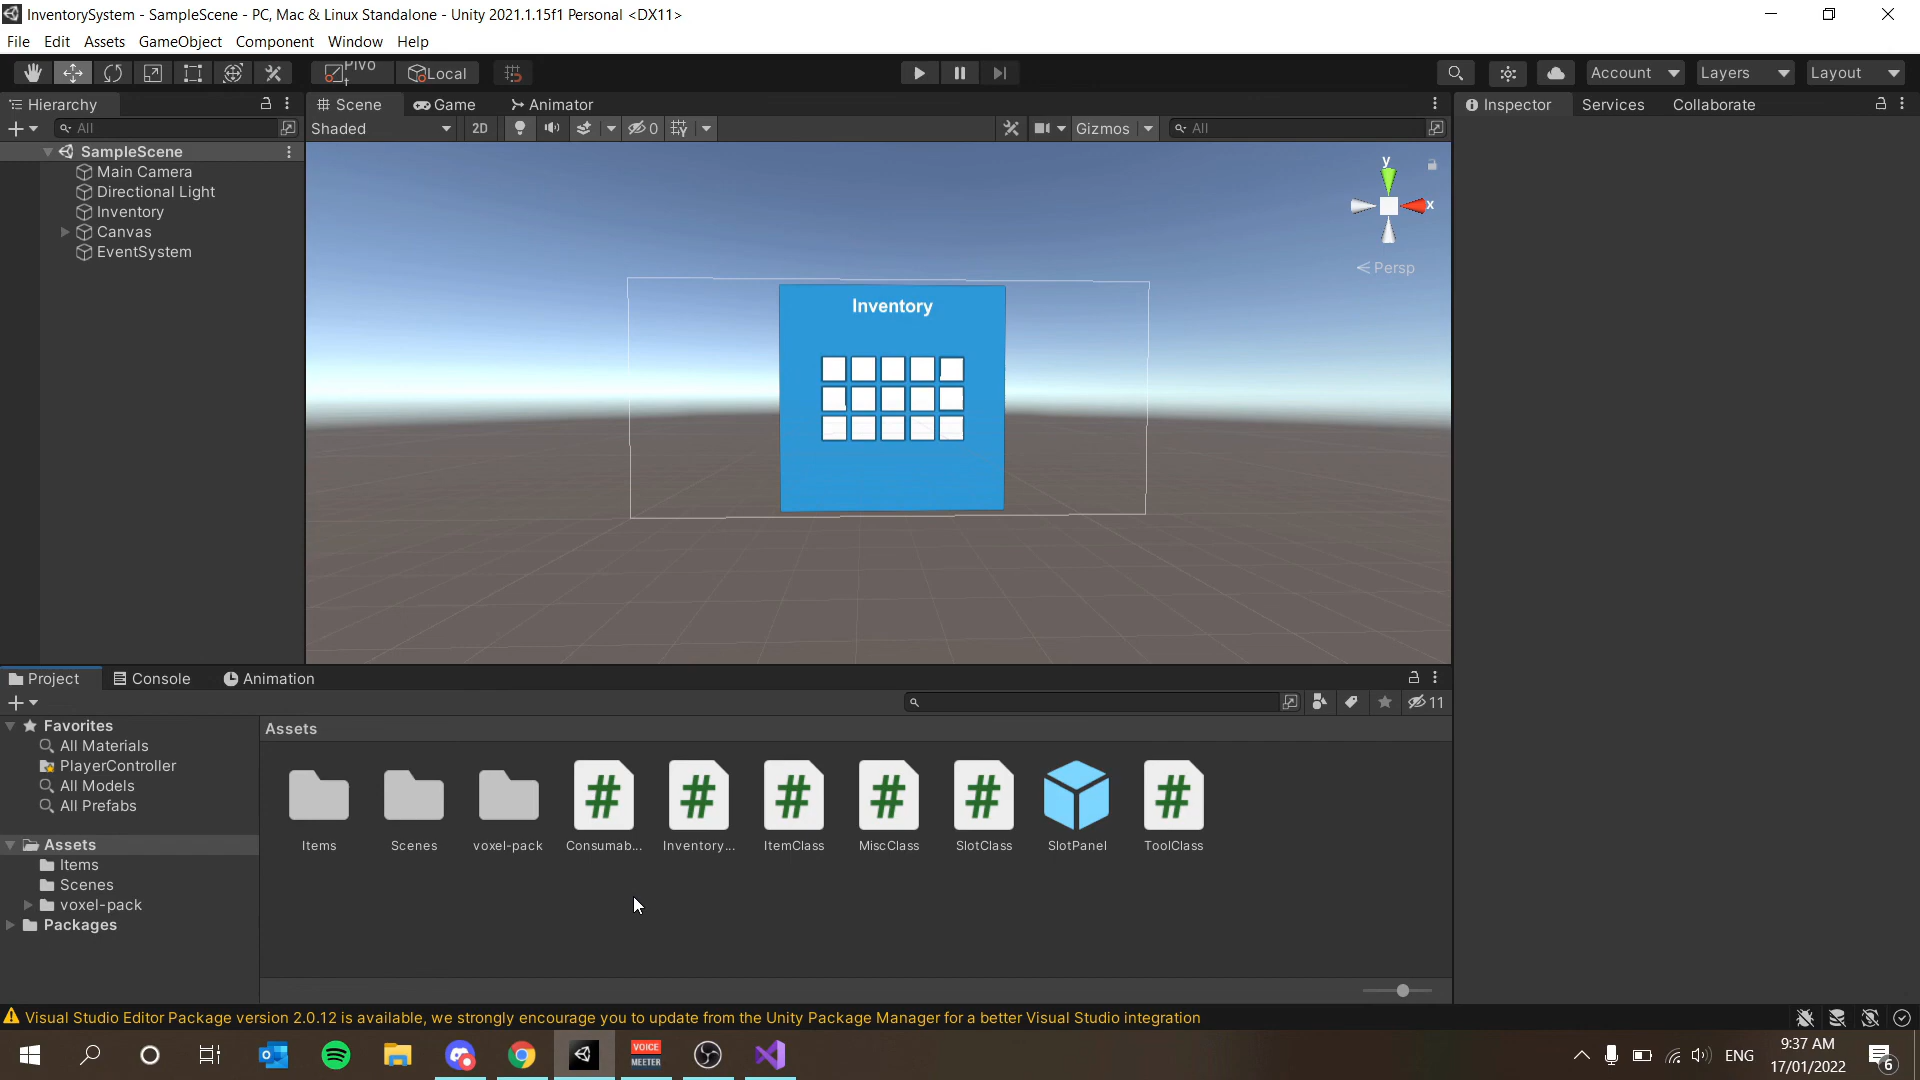 InventorySystem - SampleScene - PC, Mac & Linux Standalone - Unity 2021.1.15f1 Personal <DX11>
File Edit Assets GameObject Component Window Help
Pivot Local Account Layers Layout
Hierarchy
All
SampleScene
Main Camera
Directional Light
Inventory
Canvas
EventSystem
Scene Game Animator
Shaded 2D 0 Gizmos All
y
x
Persp
Inventory
Inspector Services Collaborate
Project Console Animation
11
Favorites
All Materials
PlayerController
All Models
All Prefabs
Assets
Items
Scenes
voxel-pack
Packages
Assets
Items Scenes voxel-pack Consumab... Inventory... ItemClass MiscClass SlotClass SlotPanel ToolClass
Visual Studio Editor Package version 2.0.12 is available, we strongly encourage you to update from the Unity Package Manager for a better Visual Studio integration
VOICE
MEETER
ENG
9:37 AM
17/01/2022
6